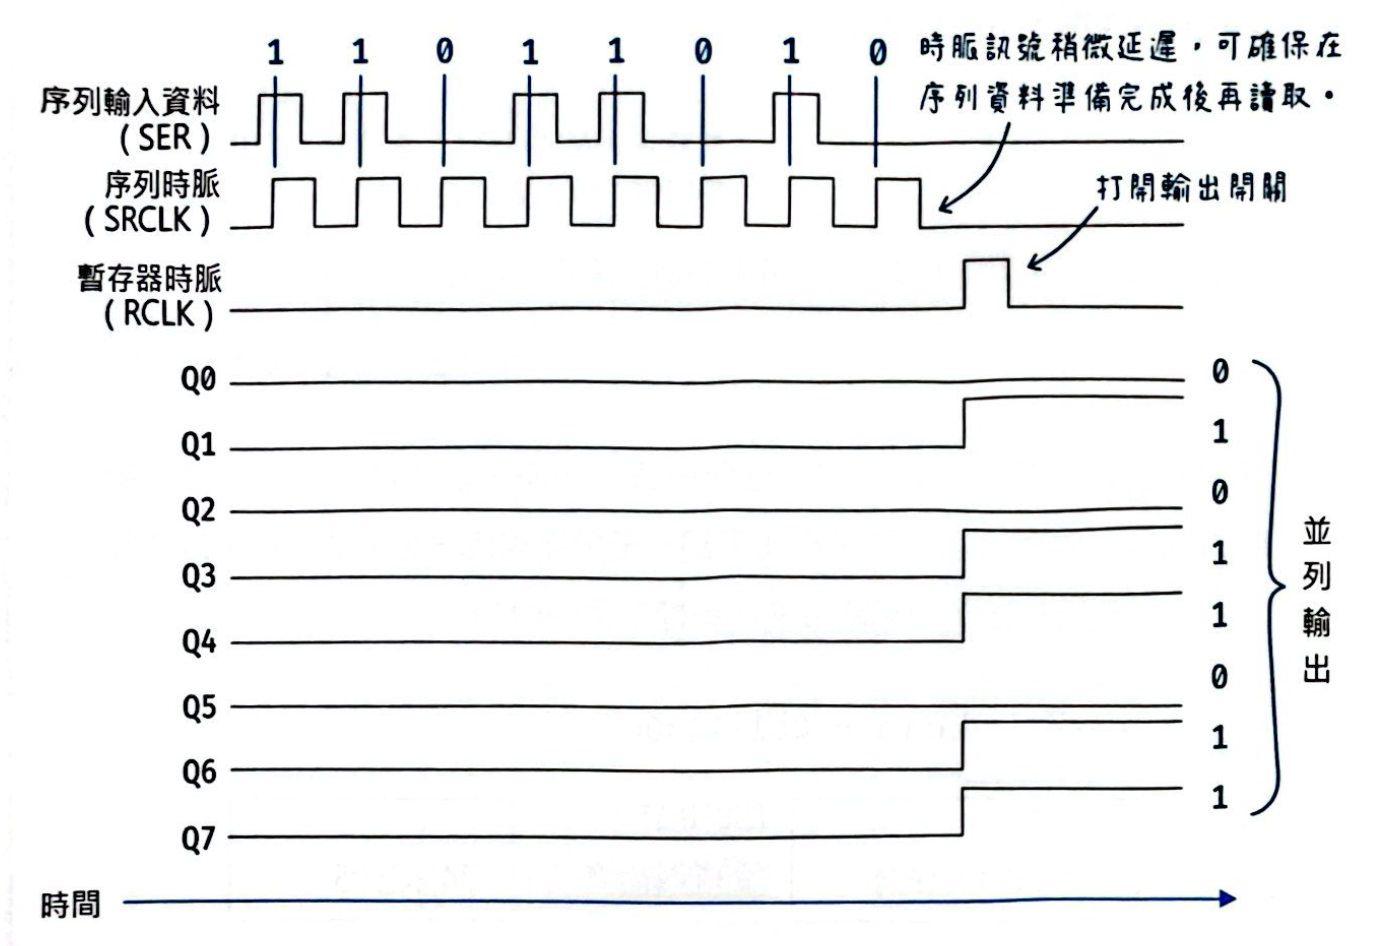 1 1 0 1 1 0 1 0
時脈訊號稍微延遲，可確保在
序列資料準備完成後再讀取。
序列輸入資料
(SER)
序列時脈
(SRCLK)
打開輸出開關
暫存器時脈
(RCLK)
Q0 0
Q1 1
Q2 0
Q3 1
Q4 1
Q5 0
Q6 1
Q7 1
並列輸出
時間